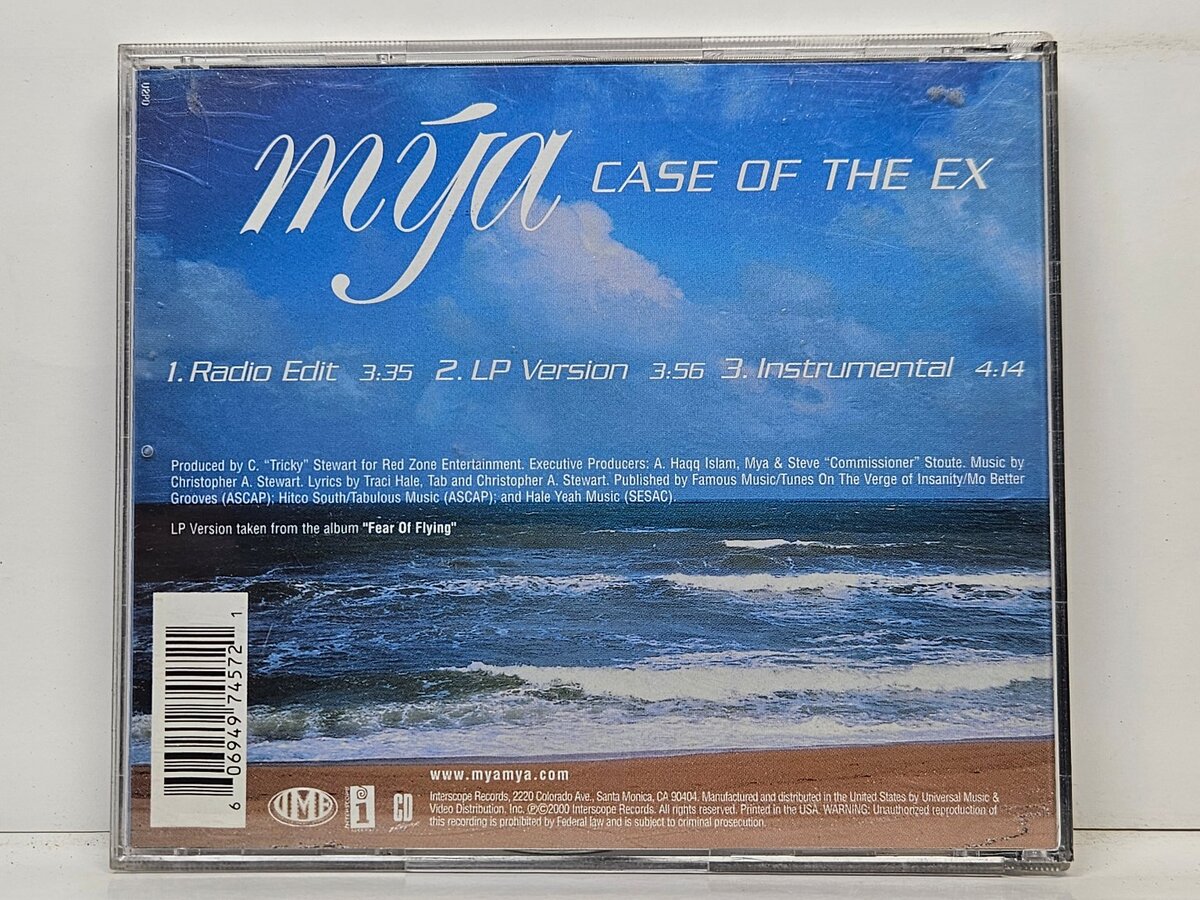 U2PO
mýa CASE OF THE EX
1. Radio Edit 3:35 2. LP Version 3:56 3. Instrumental 4:14
Produced by C. “Tricky” Stewart for Red Zone Entertainment. Executive Producers: A. Haqq Islam, Mya & Steve “Commissioner” Stoute. Music by
Christopher A. Stewart. Lyrics by Traci Hale, Tab and Christopher A. Stewart. Published by Famous Music/Tunes On The Verge of Insanity/Mo Better
Grooves (ASCAP); Hitco South/Tabulous Music (ASCAP); and Hale Yeah Music (SESAC).
LP Version taken from the album "Fear Of Flying"
6 06949 74572 1
UME
INTERSCOPE
i
CD
www.myamya.com
Interscope Records, 2220 Colorado Ave., Santa Monica, CA 90404. Manufactured and distributed in the United States by Universal Music &
Video Distribution, Inc. ℗©2000 Interscope Records. All rights reserved. Printed in the USA. WARNING: Unauthorized reproduction of
this recording is prohibited by Federal law and is subject to criminal prosecution.